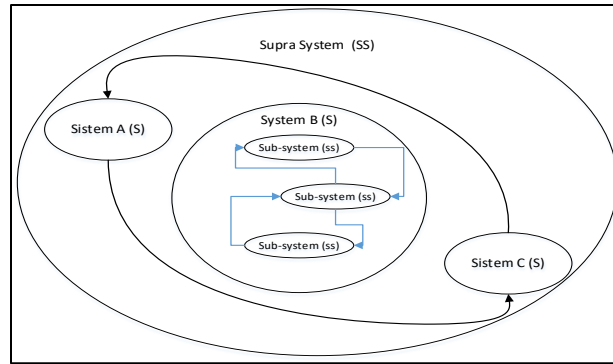 Supra System (SS)
Sistem A (S)
System B (S)
Sub-system (ss)
Sub-system (ss)
Sub-system (ss)
Sistem C (S)